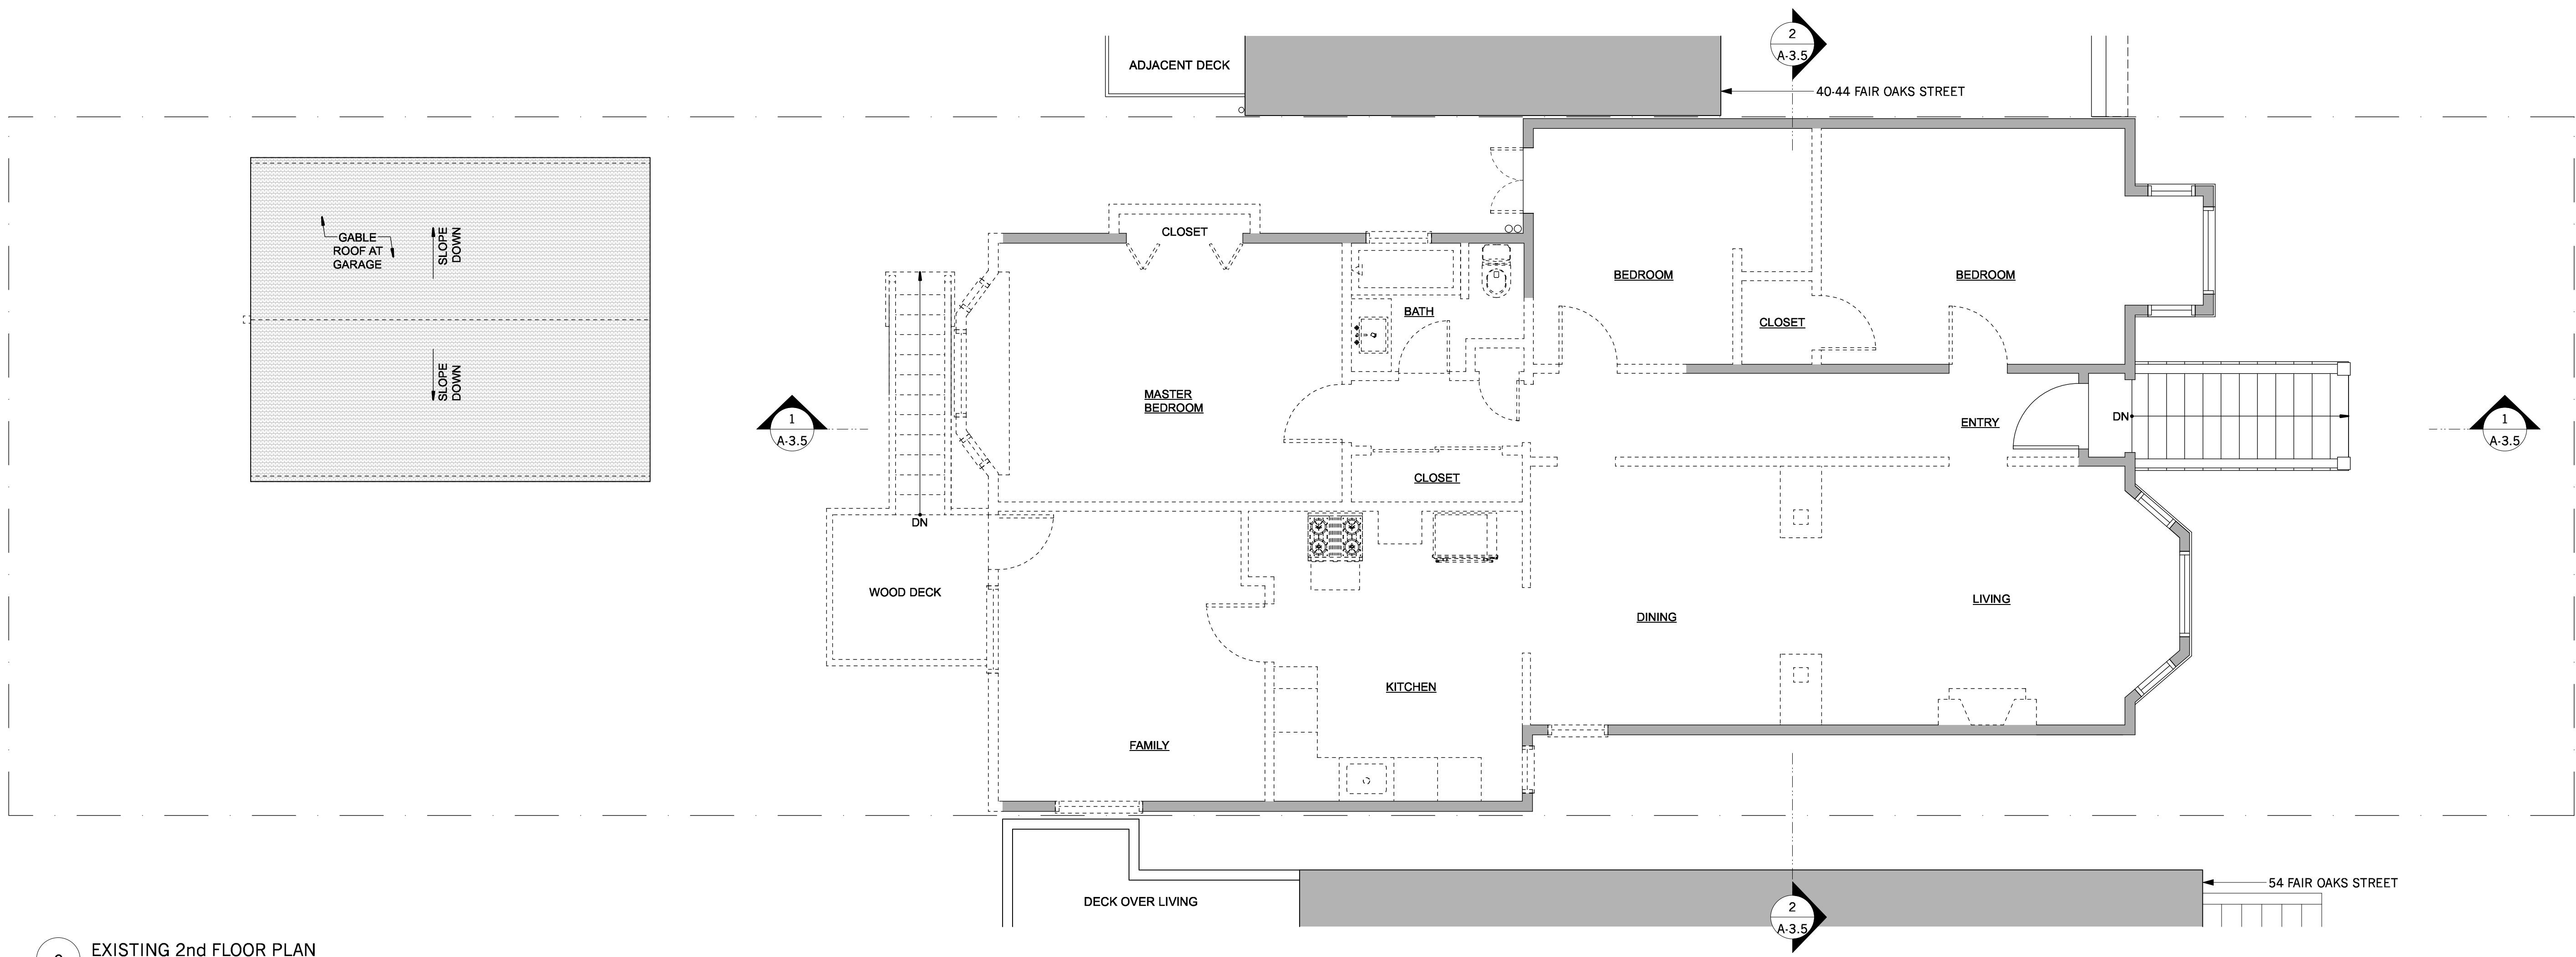 2
A-3.5
ADJACENT DECK
40-44 FAIR OAKS STREET
GABLE
ROOF AT
GARAGE
SLOPE
DOWN
SLOPE
DOWN
CLOSET
BEDROOM
BEDROOM
BATH
CLOSET
MASTER
BEDROOM
1
A-3.5
ENTRY
DN
1
A-3.5
CLOSET
DN
WOOD DECK
LIVING
DINING
KITCHEN
FAMILY
54 FAIR OAKS STREET
DECK OVER LIVING
2
A-3.5
EXISTING 2nd FLOOR PLAN